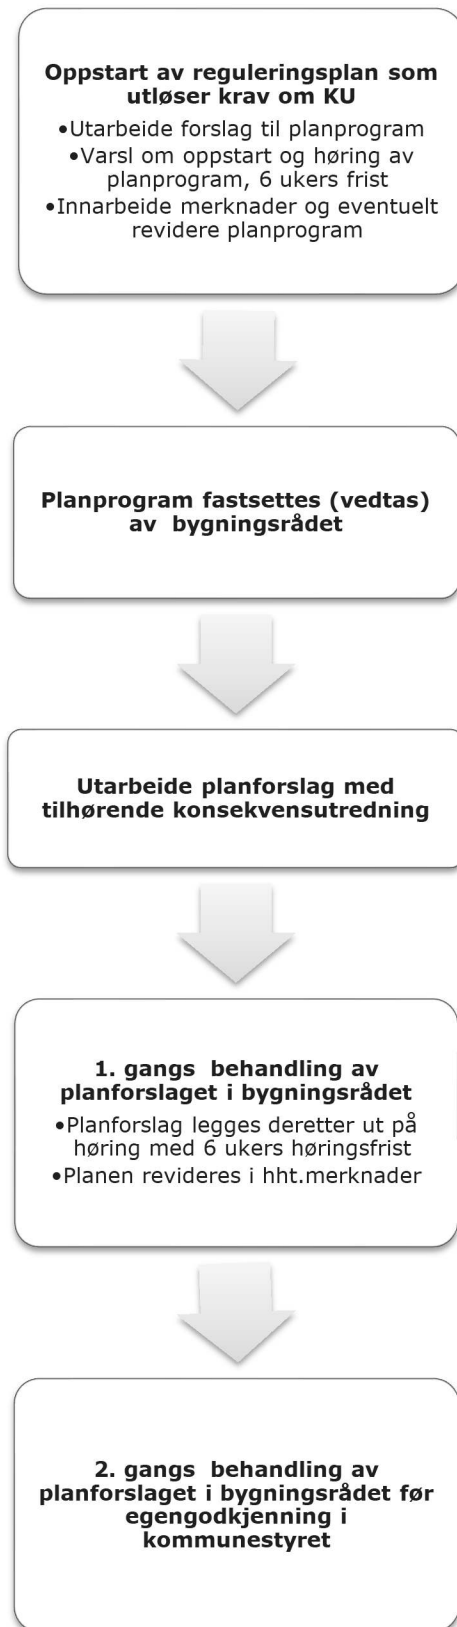 Oppstart av reguleringsplan som
utløser krav om KU
•Utarbeide forslag til planprogram
•Varsl om oppstart og høring av
planprogram, 6 ukers frist
•Innarbeide merknader og eventuelt
revidere planprogram
Planprogram fastsettes (vedtas)
av bygningsrådet
Utarbeide planforslag med
tilhørende konsekvensutredning
1. gangs behandling av
planforslaget i bygningsrådet
•Planforslag legges deretter ut på
høring med 6 ukers høringsfrist
•Planen revideres i hht.merknader
2. gangs behandling av
planforslaget i bygningsrådet før
egengodkjenning i
kommunestyret